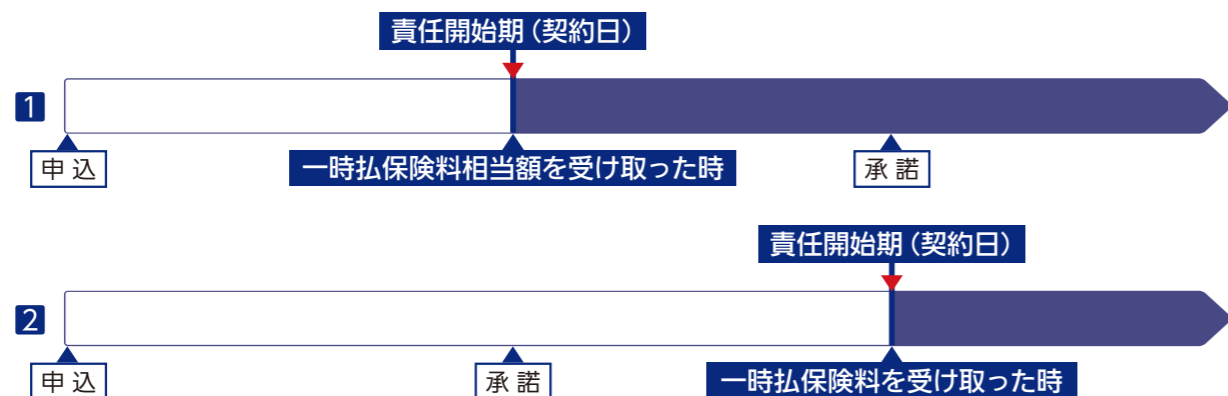 責任開始期（契約日）
1
申込
一時払保険料相当額を受け取った時
承諾
責任開始期（契約日）
2
申込
承諾
一時払保険料を受け取った時